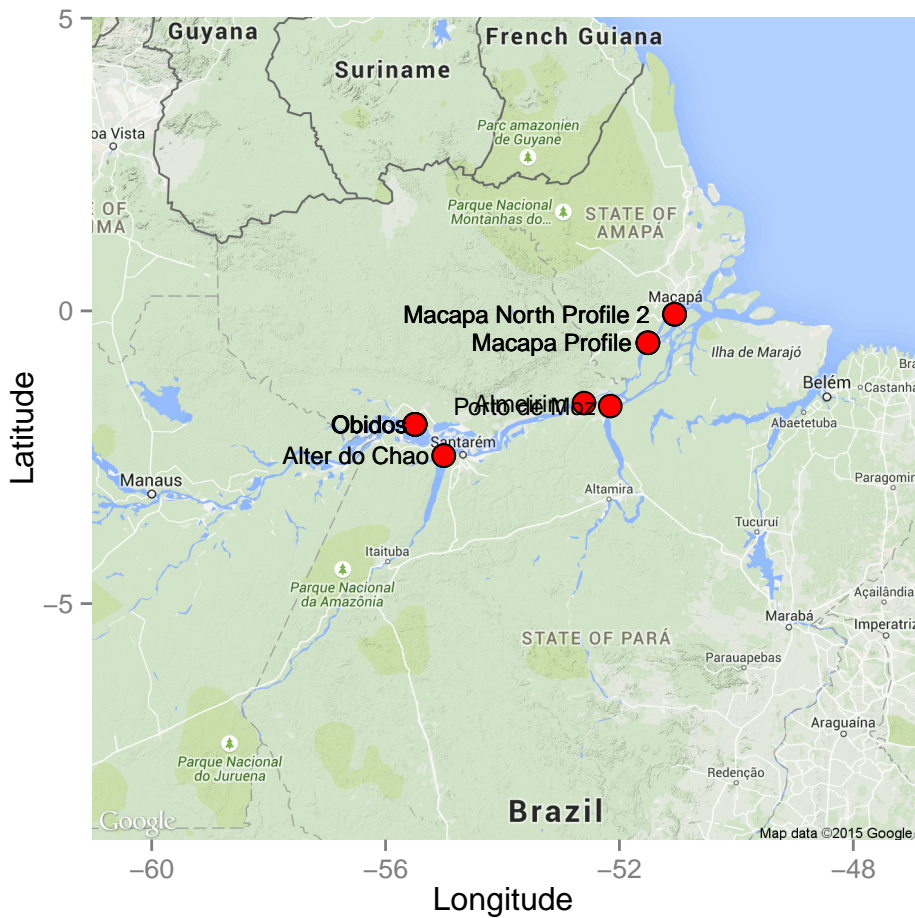 5
Guyana
French Guiana
Suriname
Parc amazonien
de Guyane
oa Vista
Parque Nacional
Montanhas do...
E OF
IMA
STATE OF
AMAPÁ
Macapá
0
Macapa North Profile 2
Macapa Profile
Ilha de Marajó
Bra
Belém
Castanha
Almeirim
Porto de Moz
Abaetetuba
Obidos
Santarém
Alter do Chao
Manaus
Altamira
Paragomin
Tucuruí
Itaituba
Parque Nacional
da Amazônia
Açailândia
−5
Marabá
Imperatriz
STATE OF PARÁ
Parauapebas
Araguaína
Parque Nacional
do Juruena
Redenção
Brazil
Google
Map data ©2015 Google
−60
−56
−52
−48
Longitude
Latitude